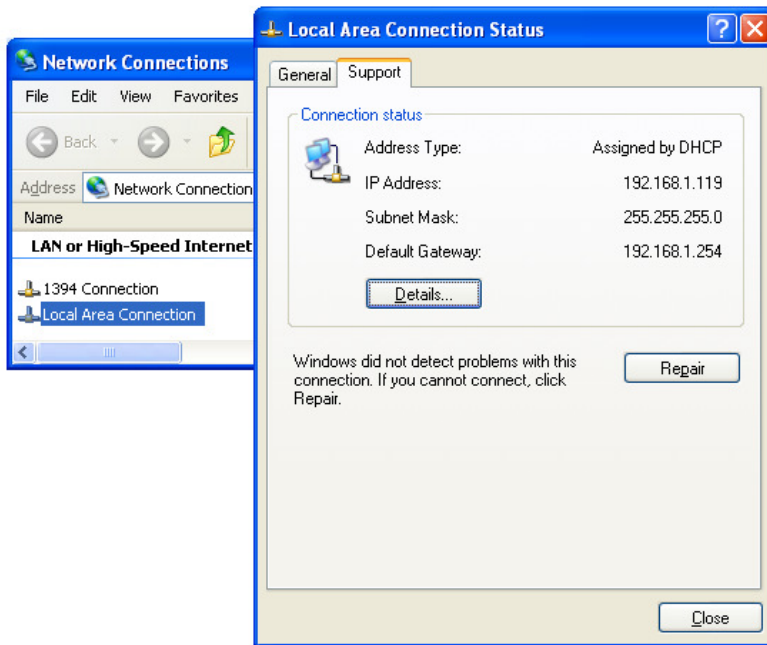 Network Connections
File Edit View Favorites
Back
Address Network Connection
Name
LAN or High-Speed Internet
1394 Connection
Local Area Connection
Local Area Connection Status
General Support
Connection status
Address Type: Assigned by DHCP
IP Address: 192.168.1.119
Subnet Mask: 255.255.255.0
Default Gateway: 192.168.1.254
Details...
Windows did not detect problems with this
connection. If you cannot connect, click
Repair.
Repair
Close